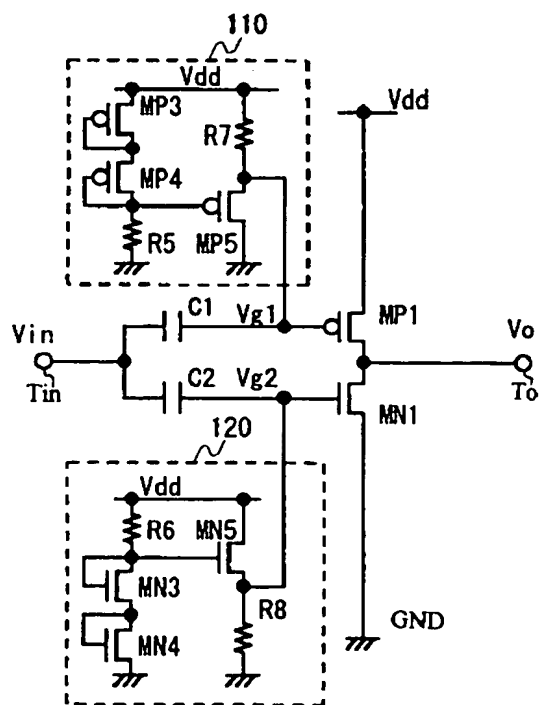 110
Vdd
MP3
Vdd
R7
MP4
R5
MP5
C1
Vg1
MP1
Vin
Vo
Tin
C2
Vg2
To
MN1
120
Vdd
R6
MN5
MN3
R8
GND
MN4